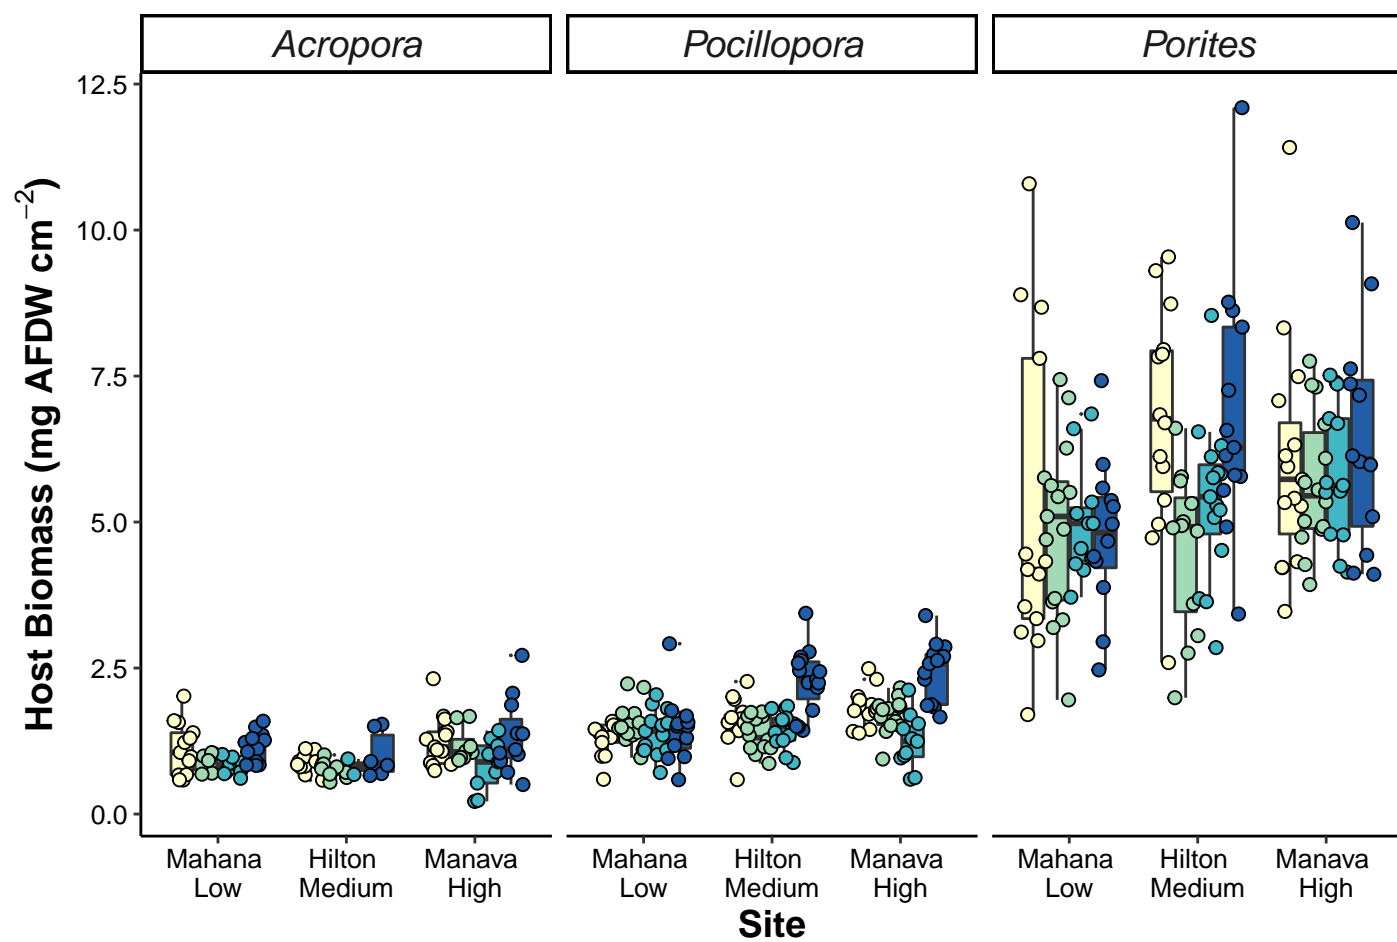 Acropora
Pocillopora
Porites
Host Biomass (mg AFDW cm⁻²)
12.5
10.0
7.5
5.0
2.5
0.0
Mahana Low
Hilton Medium
Manava High
Mahana Low
Hilton Medium
Manava High
Mahana Low
Hilton Medium
Manava High
Site